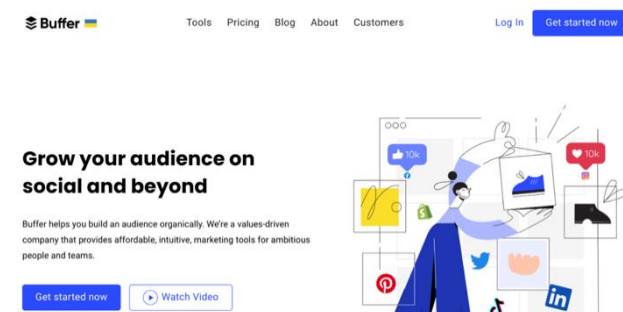 Buffer
Tools Pricing Blog About Customers
Log In Get started now
Grow your audience on
social and beyond
Buffer helps you build an audience organically. We're a values-driven
company that provides affordable, intuitive, marketing tools for ambitious
people and teams.
Get started now Watch Video
10k
10k
in